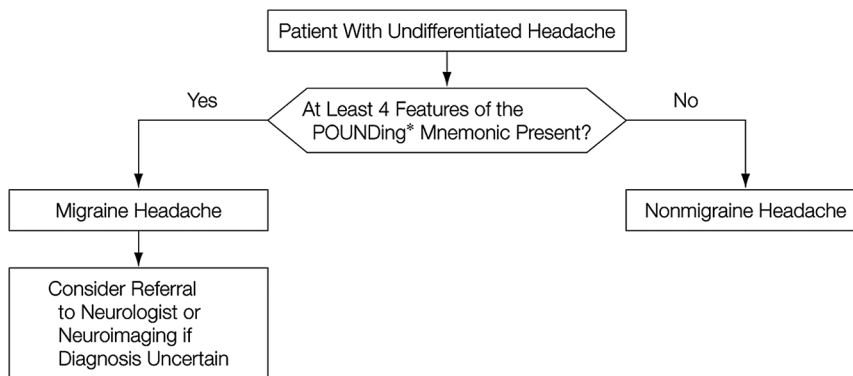 Patient With Undifferentiated Headache
Yes
At Least 4 Features of the
POUNDing* Mnemonic Present?
No
Migraine Headache
Nonmigraine Headache
Consider Referral
to Neurologist or
Neuroimaging if
Diagnosis Uncertain